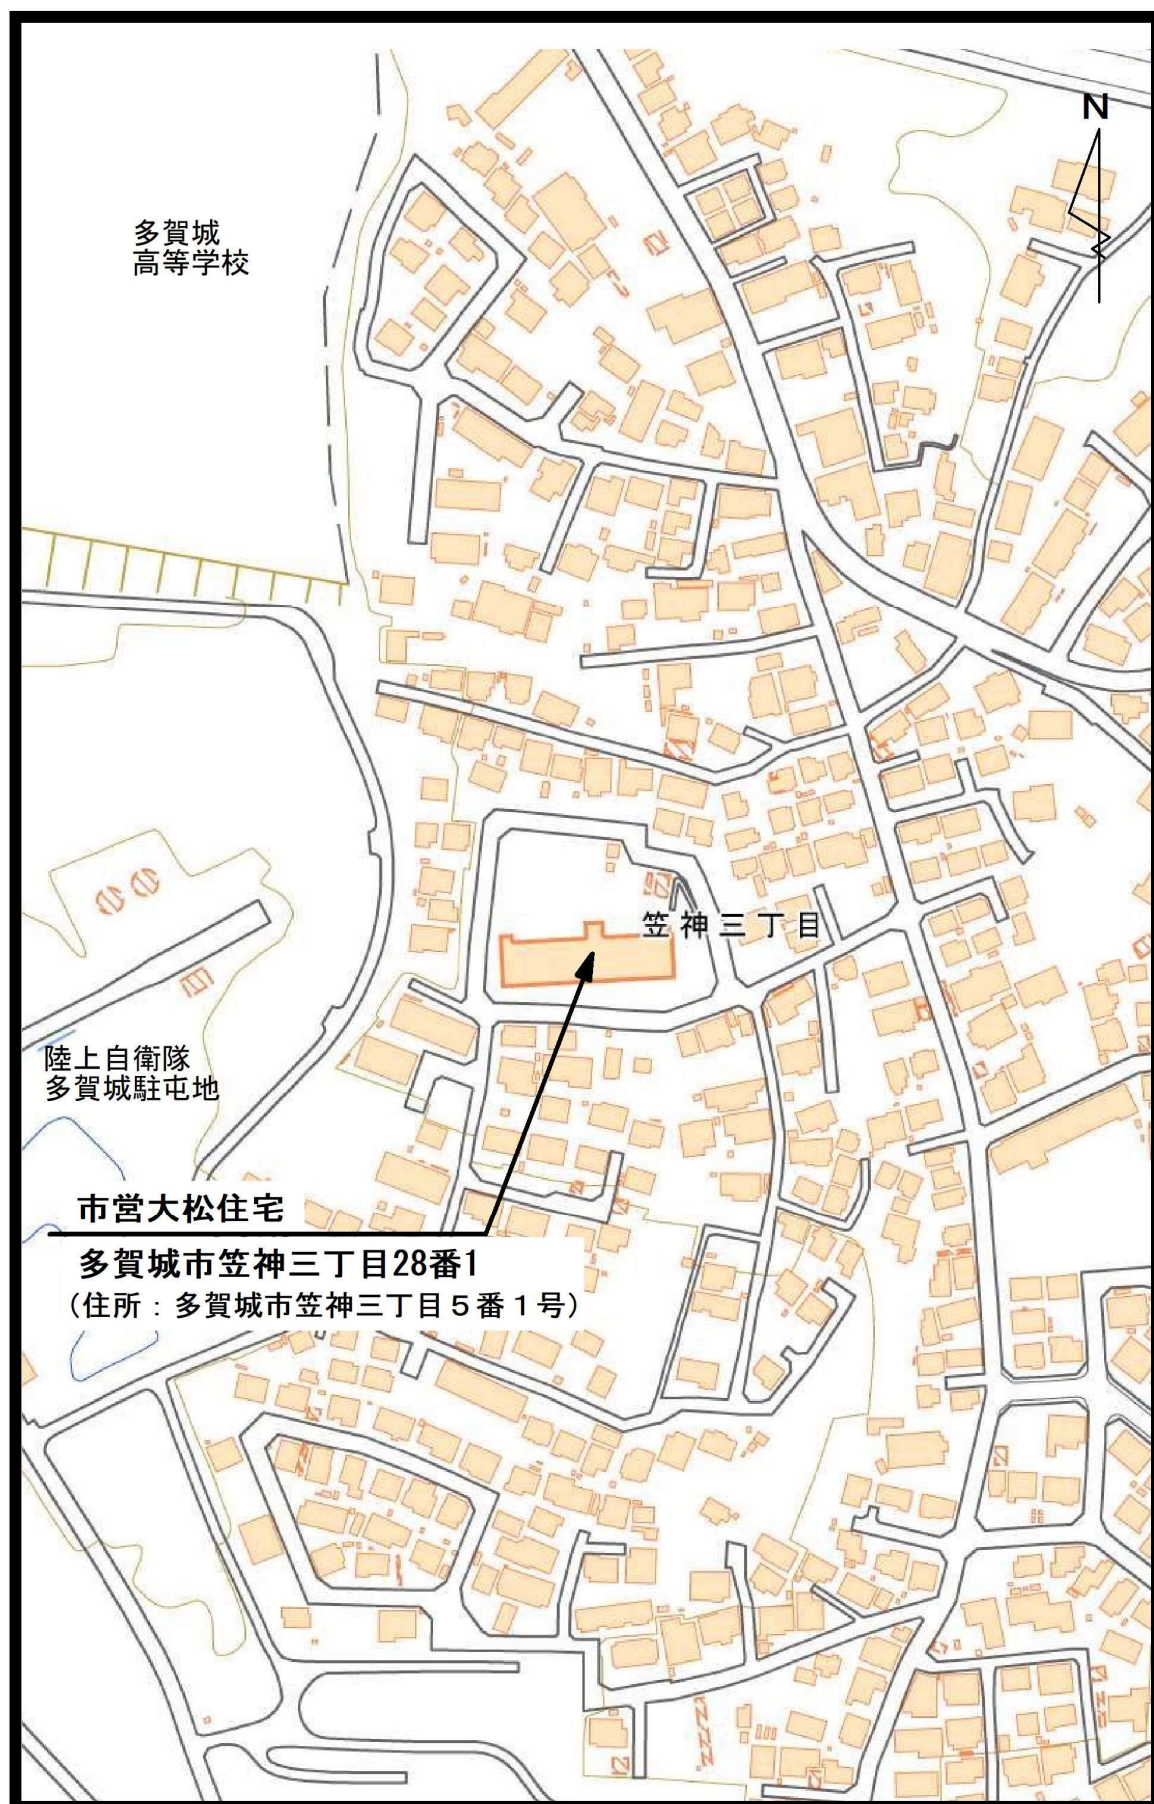 N
多賀城
高等学校
笠神三丁目
陸上自衛隊
多賀城駐屯地
市営大松住宅
多賀城市笠神三丁目28番1
（住所：多賀城市笠神三丁目５番１号）